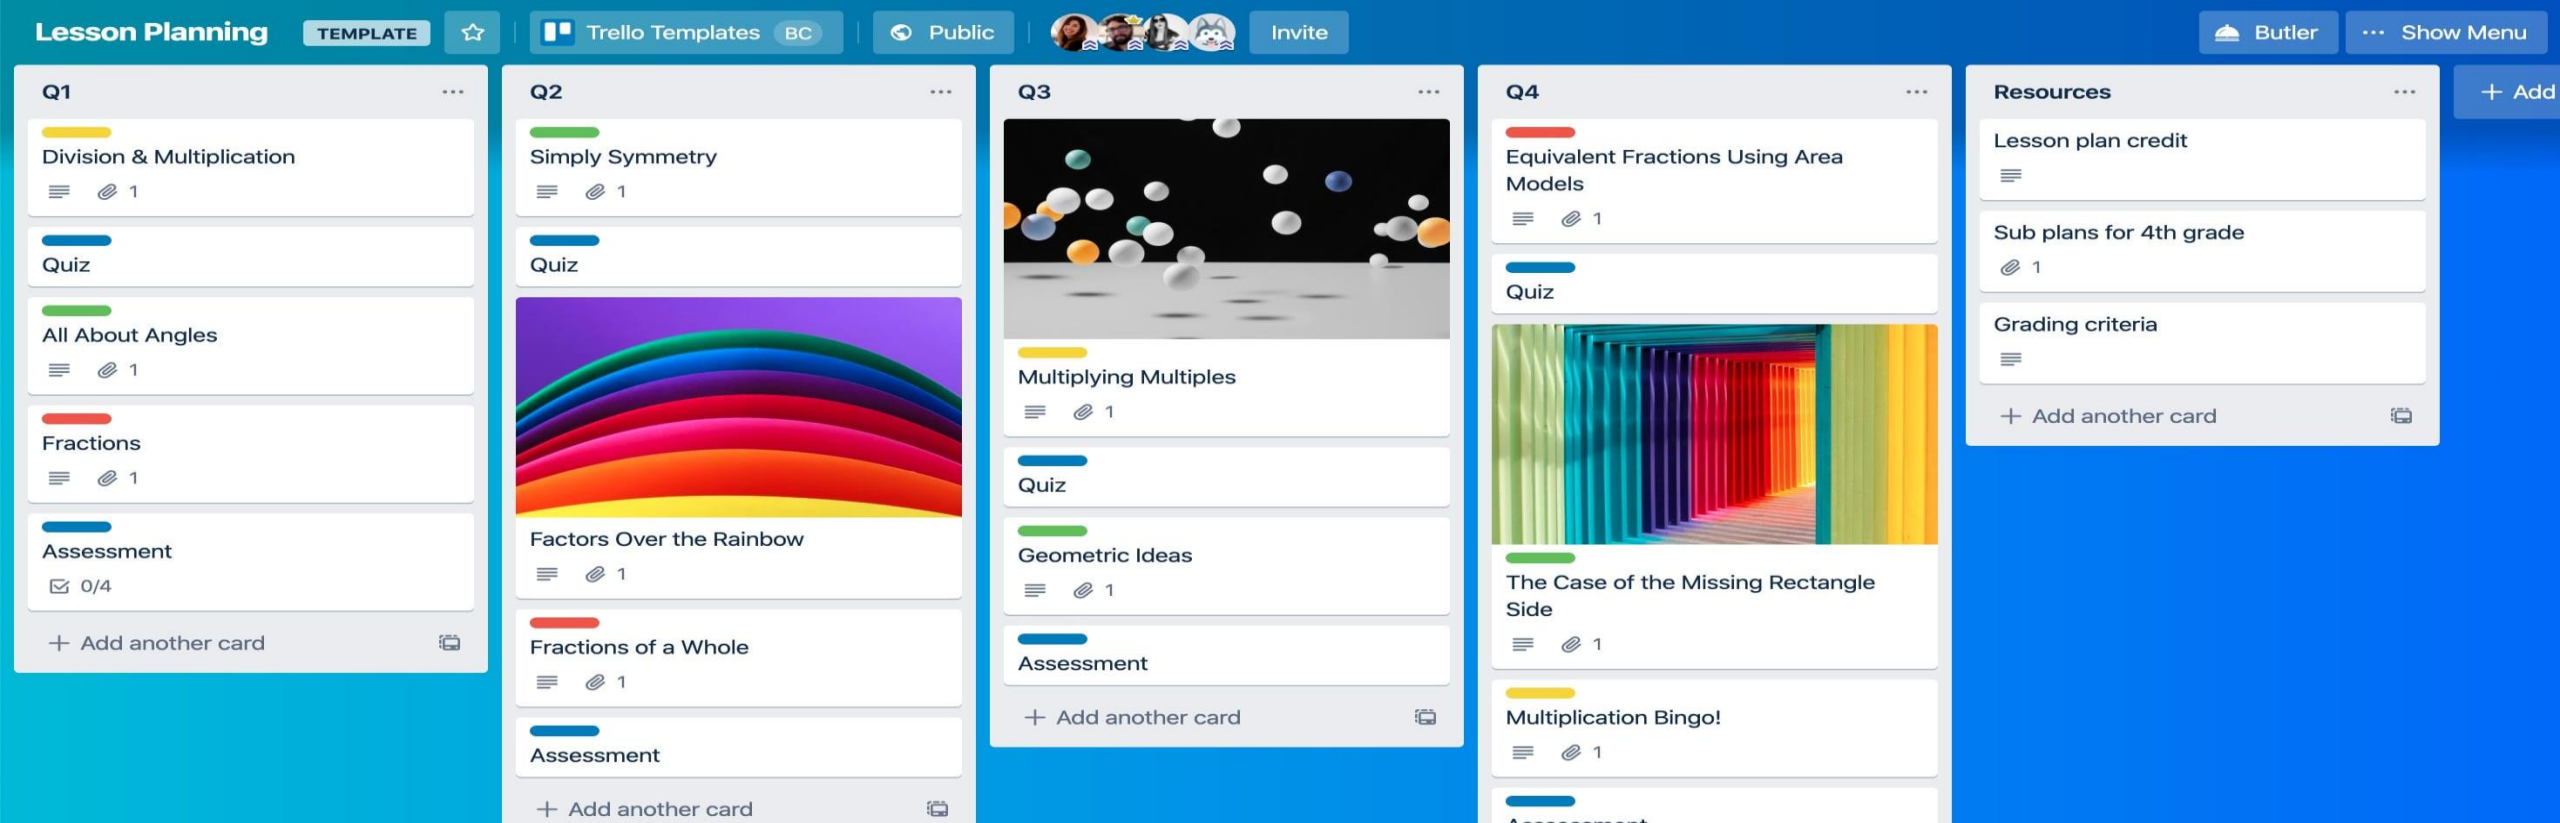 Lesson Planning
TEMPLATE
Trello Templates BC
Public
Invite
Butler
Show Menu
Q1
Division & Multiplication
1
Quiz
All About Angles
1
Fractions
1
Assessment
0/4
Add another card
Q2
Simply Symmetry
1
Quiz
Factors Over the Rainbow
1
Fractions of a Whole
1
Assessment
Add another card
Q3
Multiplying Multiples
1
Quiz
Geometric Ideas
1
Assessment
Add another card
Q4
Equivalent Fractions Using Area
Models
1
Quiz
The Case of the Missing Rectangle
Side
1
Multiplication Bingo!
1
Resources
Lesson plan credit
Sub plans for 4th grade
1
Grading criteria
Add another card
Add